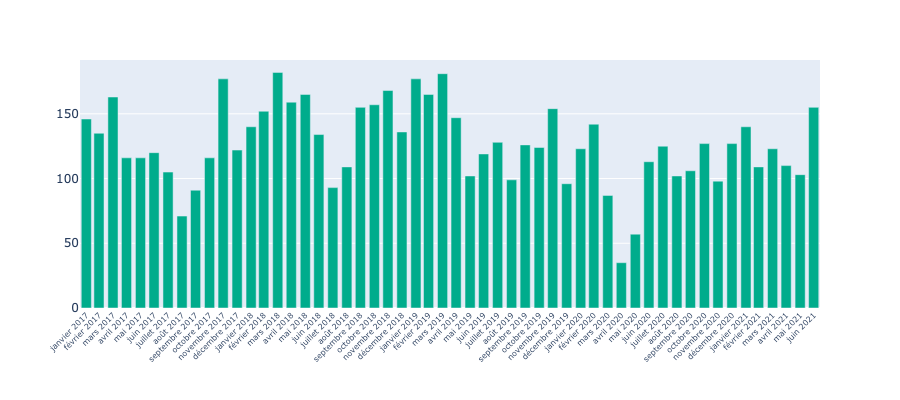 150
100
50
0
janvier 2017
février 2017
mars 2017
avril 2017
mai 2017
juin 2017
juillet 2017
août 2017
septembre 2017
octobre 2017
novembre 2017
décembre 2017
janvier 2018
février 2018
mars 2018
avril 2018
mai 2018
juin 2018
juillet 2018
août 2018
septembre 2018
octobre 2018
novembre 2018
décembre 2018
janvier 2019
février 2019
mars 2019
avril 2019
mai 2019
juin 2019
juillet 2019
août 2019
septembre 2019
octobre 2019
novembre 2019
décembre 2019
janvier 2020
février 2020
mars 2020
avril 2020
mai 2020
juin 2020
juillet 2020
août 2020
septembre 2020
octobre 2020
novembre 2020
décembre 2020
janvier 2021
février 2021
mars 2021
avril 2021
mai 2021
juin 2021